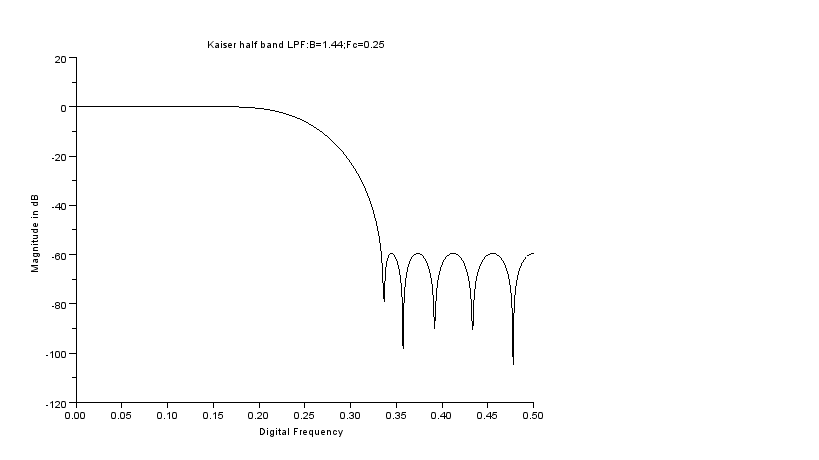 Kaiser half band LPF:B=1.44;Fc=0.25
20
0
-20
-40
-60
-80
-100
-120
Magnitude in dB
0.00 0.05 0.10 0.15 0.20 0.25 0.30 0.35 0.40 0.45 0.50
Digital Frequency